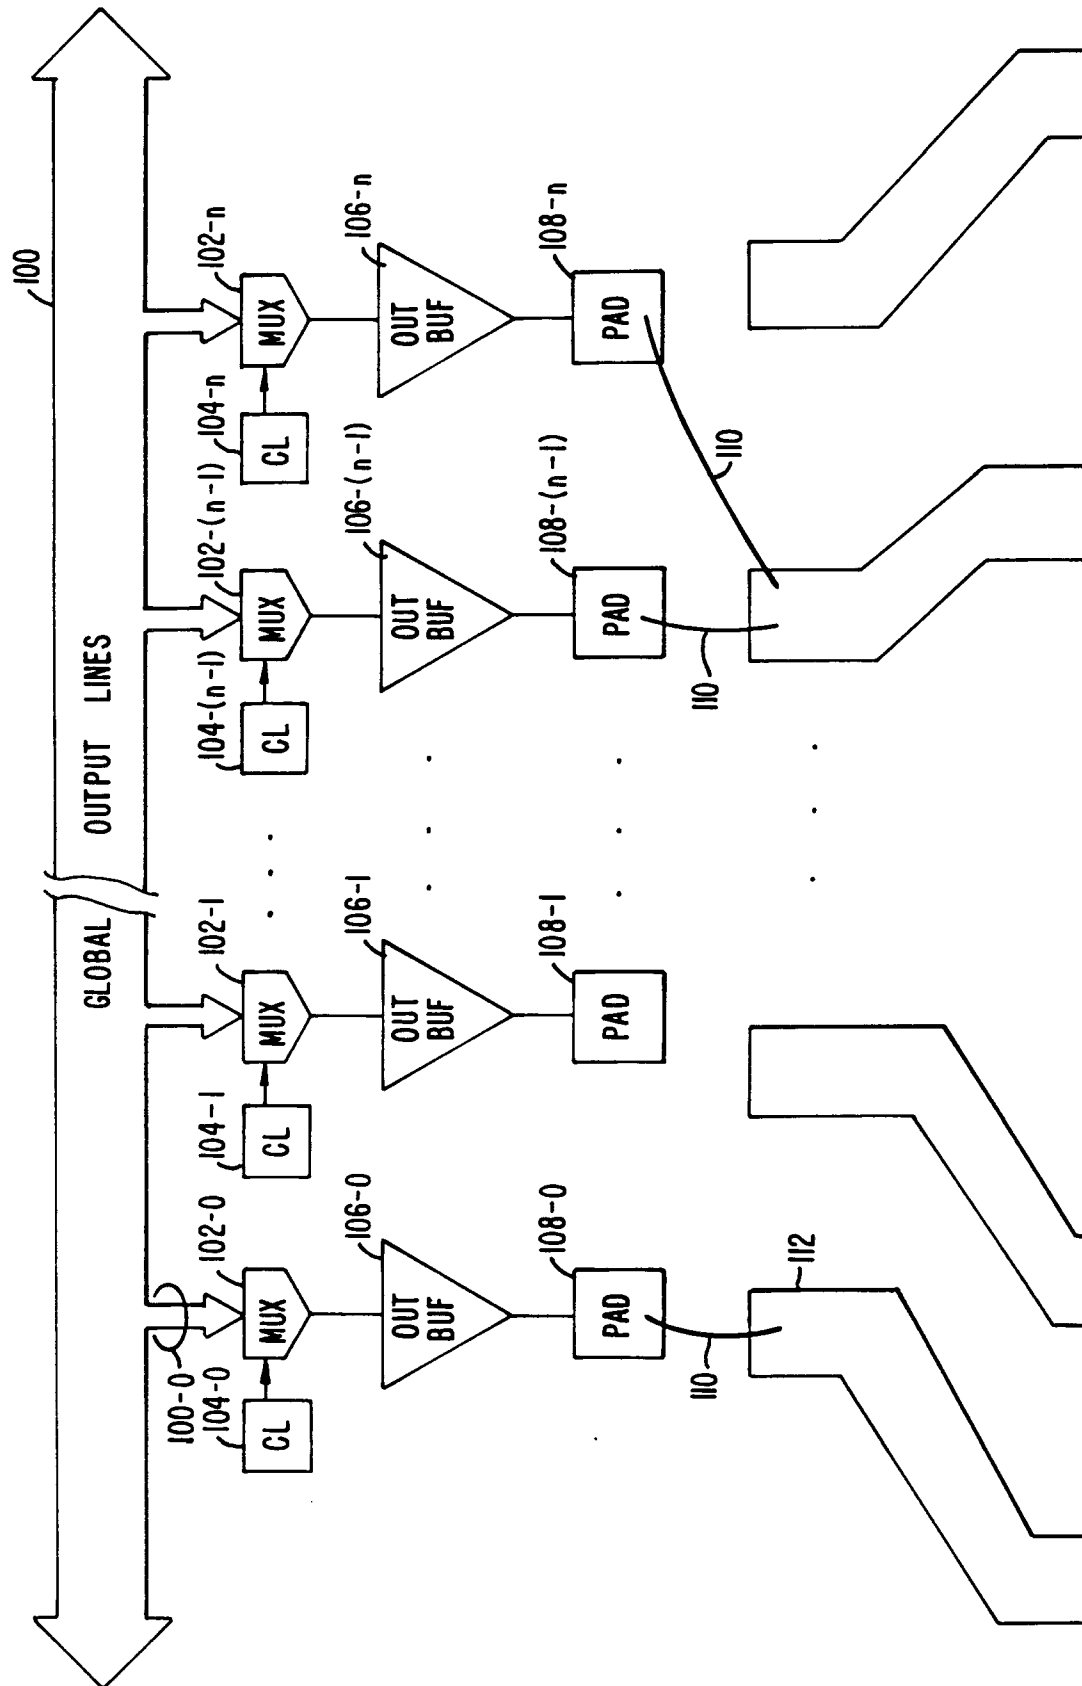 100
GLOBAL OUTPUT LINES
100-0
102-0
104-0
MUX
CL
106-0
OUT
BUF
108-0
PAD
110
112
102-1
104-1
MUX
CL
106-1
OUT
BUF
108-1
PAD
102-(n-1)
104-(n-1)
MUX
CL
106-(n-1)
OUT
BUF
108-(n-1)
PAD
110
102-n
104-n
MUX
CL
106-n
OUT
BUF
108-n
PAD
110